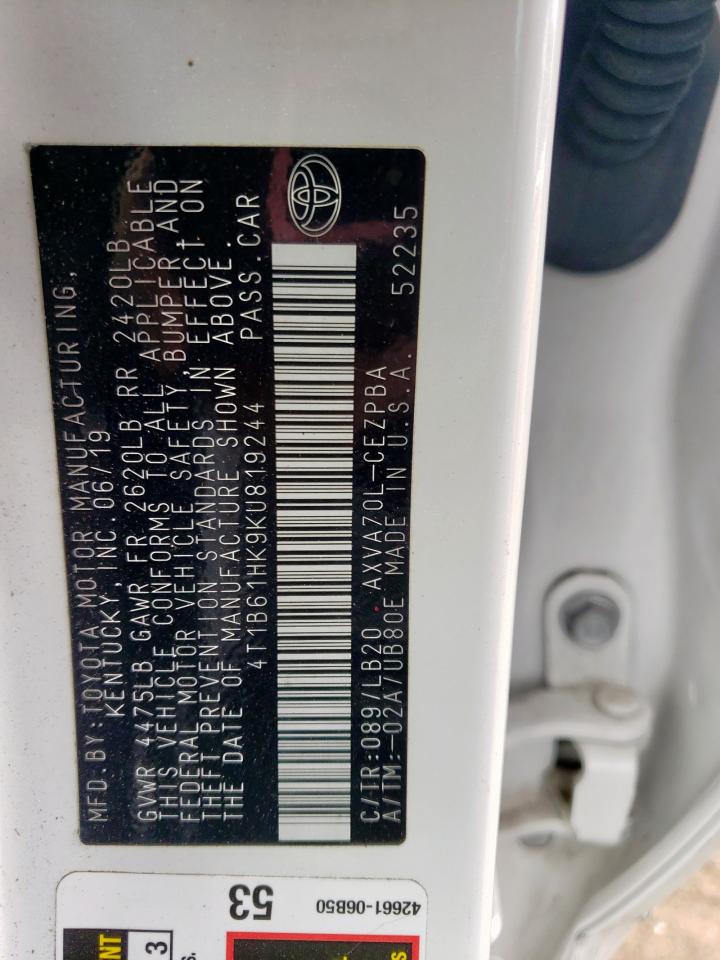 MFD.BY:TOYOTA MOTOR MANUFACTURING,
KENTUCKY, INC.06/19
GVWR 4475LB GAWR FR 2620LB RR 2420LB
THIS VEHICLE CONFORMS TO ALL APPLICABLE
FEDERAL MOTOR VEHICLE SAFETY, BUMPER, AND
THEFT PREVENTION STANDARDS IN EFFECT ON
THE DATE OF MANUFACTURE SHOWN ABOVE.
4T1B61HK9KU819244 PASS.CAR
C/TR:089/LB20 AXVA70L-CEZPBA
A/TM:-02A/UB80E MADE IN U.S.A. 52235
53
42661-06B50
3